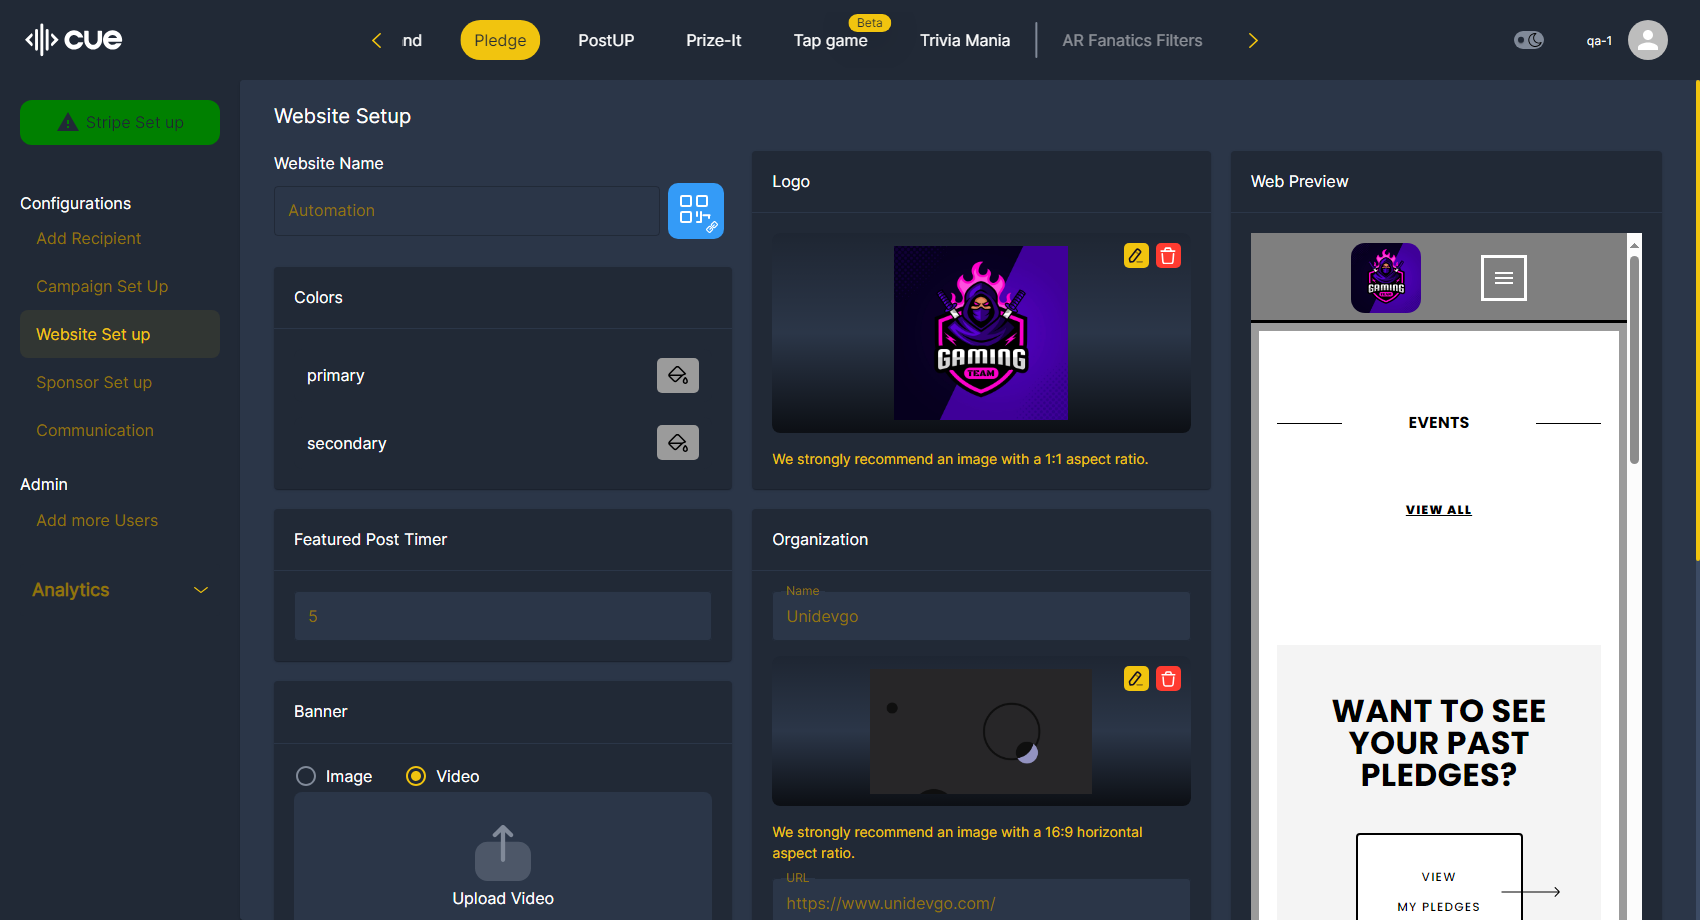 cue
nd
Pledge
PostUP
Prize-It
Beta
Tap game
Trivia Mania
AR Fanatics Filters
qa-1
Stripe Set up
Configurations
Add Recipient
Campaign Set Up
Website Set up
Sponsor Set up
Communication
Admin
Add more Users
Analytics
Website Setup
Website Name
Automation
Colors
primary
secondary
Featured Post Timer
5
Banner
Image
Video
Upload Video
Logo
GAMING
TEAM
We strongly recommend an image with a 1:1 aspect ratio.
Organization
Name
Unidevgo
We strongly recommend an image with a 16:9 horizontal
aspect ratio.
URL
https://www.unidevgo.com/
Web Preview
GAMING
TEAM
EVENTS
VIEW ALL
WANT TO SEE
YOUR PAST
PLEDGES?
VIEW
MY PLEDGES